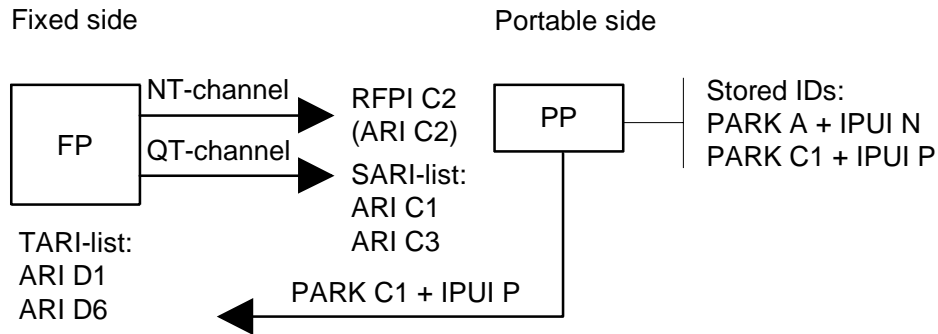 Fixed side
Portable side
NT-channel
FP
QT-channel
RFPI C2
(ARI C2)
SARI-list:
ARI C1
ARI C3
PP
Stored IDs:
PARK A + IPUI N
PARK C1 + IPUI P
TARI-list:
ARI D1
ARI D6
PARK C1 + IPUI P